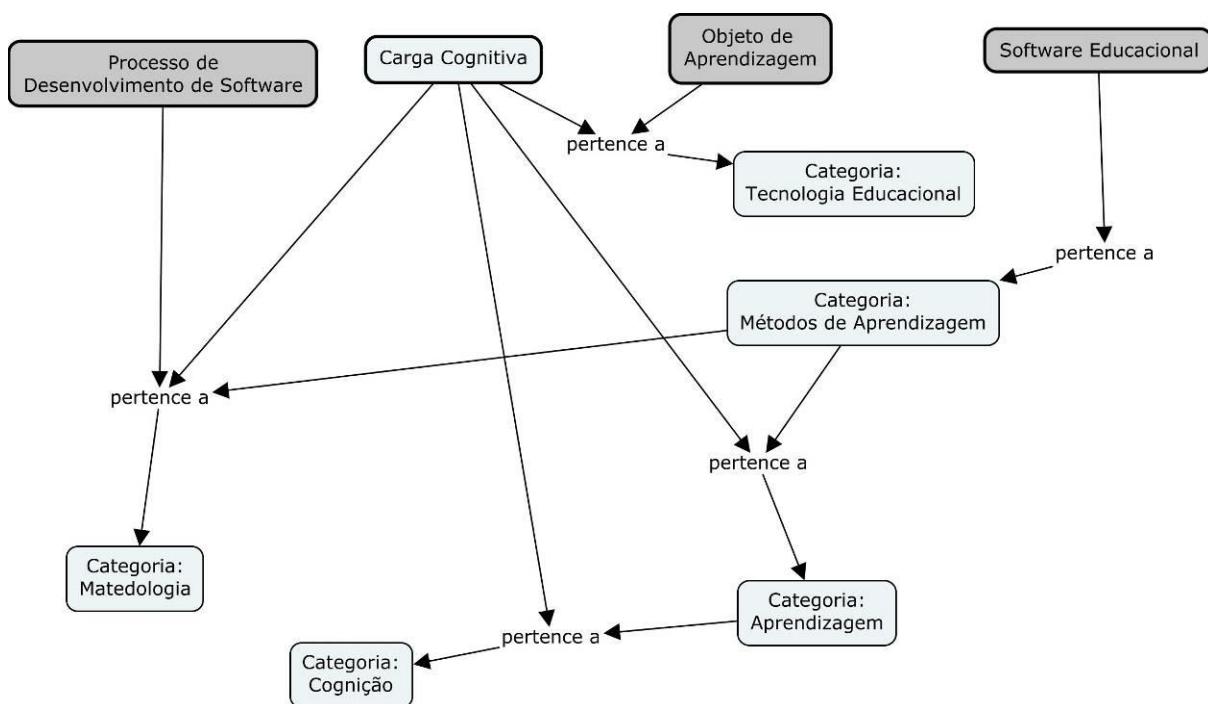 Processo de
Desenvolvimento de Software
Carga Cognitiva
Objeto de
Aprendizagem
Software Educacional
pertence a
Categoria:
Tecnologia Educacional
pertence a
Categoria:
Métodos de Aprendizagem
pertence a
pertence a
Categoria:
Matedologia
Categoria:
Aprendizagem
pertence a
Categoria:
Cognição